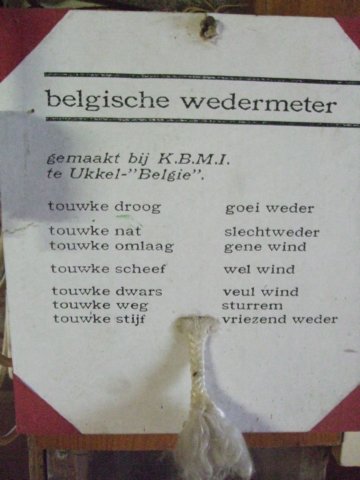 belgische wedermeter
gemaakt bij K.B.M.I.
te Ukkel-"Belgie".
touwke droog goei weder
touwke nat slechtweder
touwke omlaag gene wind
touwke scheef wel wind
touwke dwars veul wind
touwke weg sturrem
touwke stijf vriezend weder